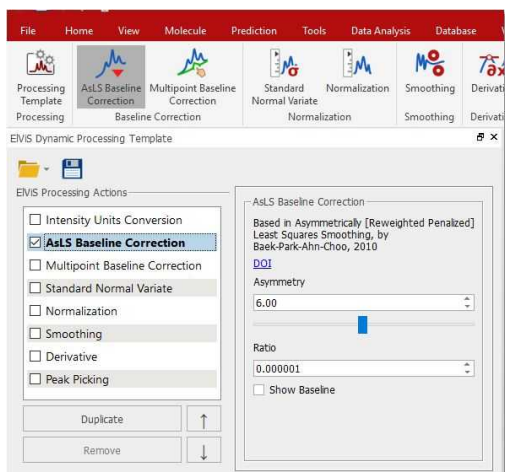 File Home View Molecule Prediction Tools Data Analysis Database
Processing Template
AsLS Baseline Correction
Multipoint Baseline Correction
Standard Normal Variate
Normalization
Smoothing
Processing Baseline Correction Normalization Smoothing
ElViS Dynamic Processing Template
ElViS Processing Actions
Intensity Units Conversion
AsLS Baseline Correction
Multipoint Baseline Correction
Standard Normal Variate
Normalization
Smoothing
Derivative
Peak Picking
Duplicate
Remove
AsLS Baseline Correction
Based in Asymmetrically [Reweighted Penalized]
Least Squares Smoothing, by
Baek-Park-Ahn-Choo, 2010
DOI
Asymmetry
6.00
Ratio
0.000001
Show Baseline